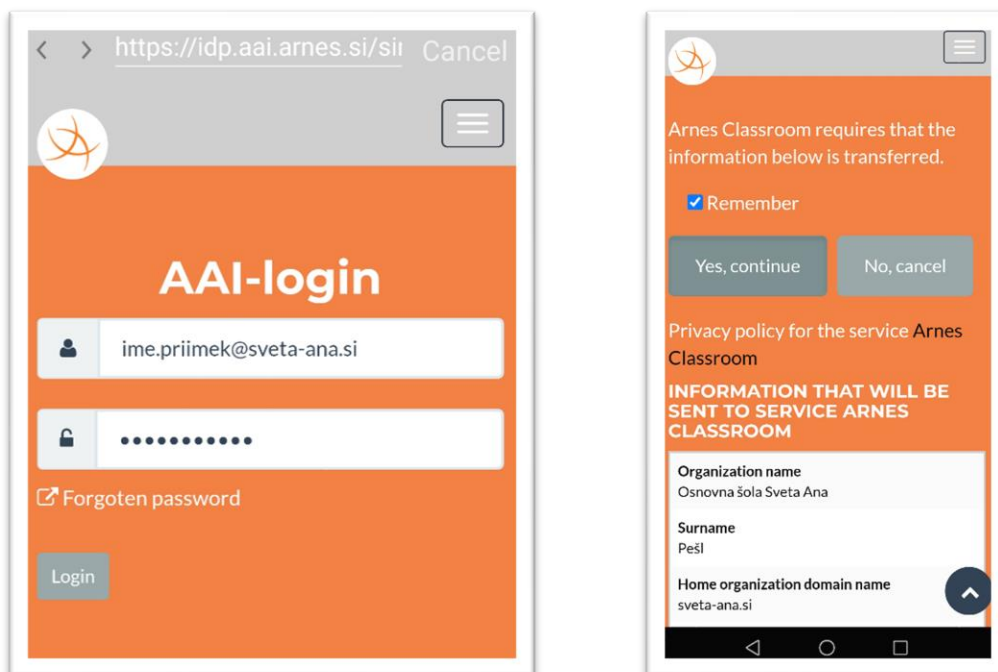 https://idp.aai.arnes.si/si
Cancel
AAI-login
ime.priimek@sveta-ana.si
Forgoten password
Login
Arnes Classroom requires that the
information below is transferred.
Remember
Yes, continue
No, cancel
Privacy policy for the service Arnes
Classroom
INFORMATION THAT WILL BE
SENT TO SERVICE ARNES
CLASSROOM
Organization name
Osnovna šola Sveta Ana
Surname
Pešl
Home organization domain name
sveta-ana.si